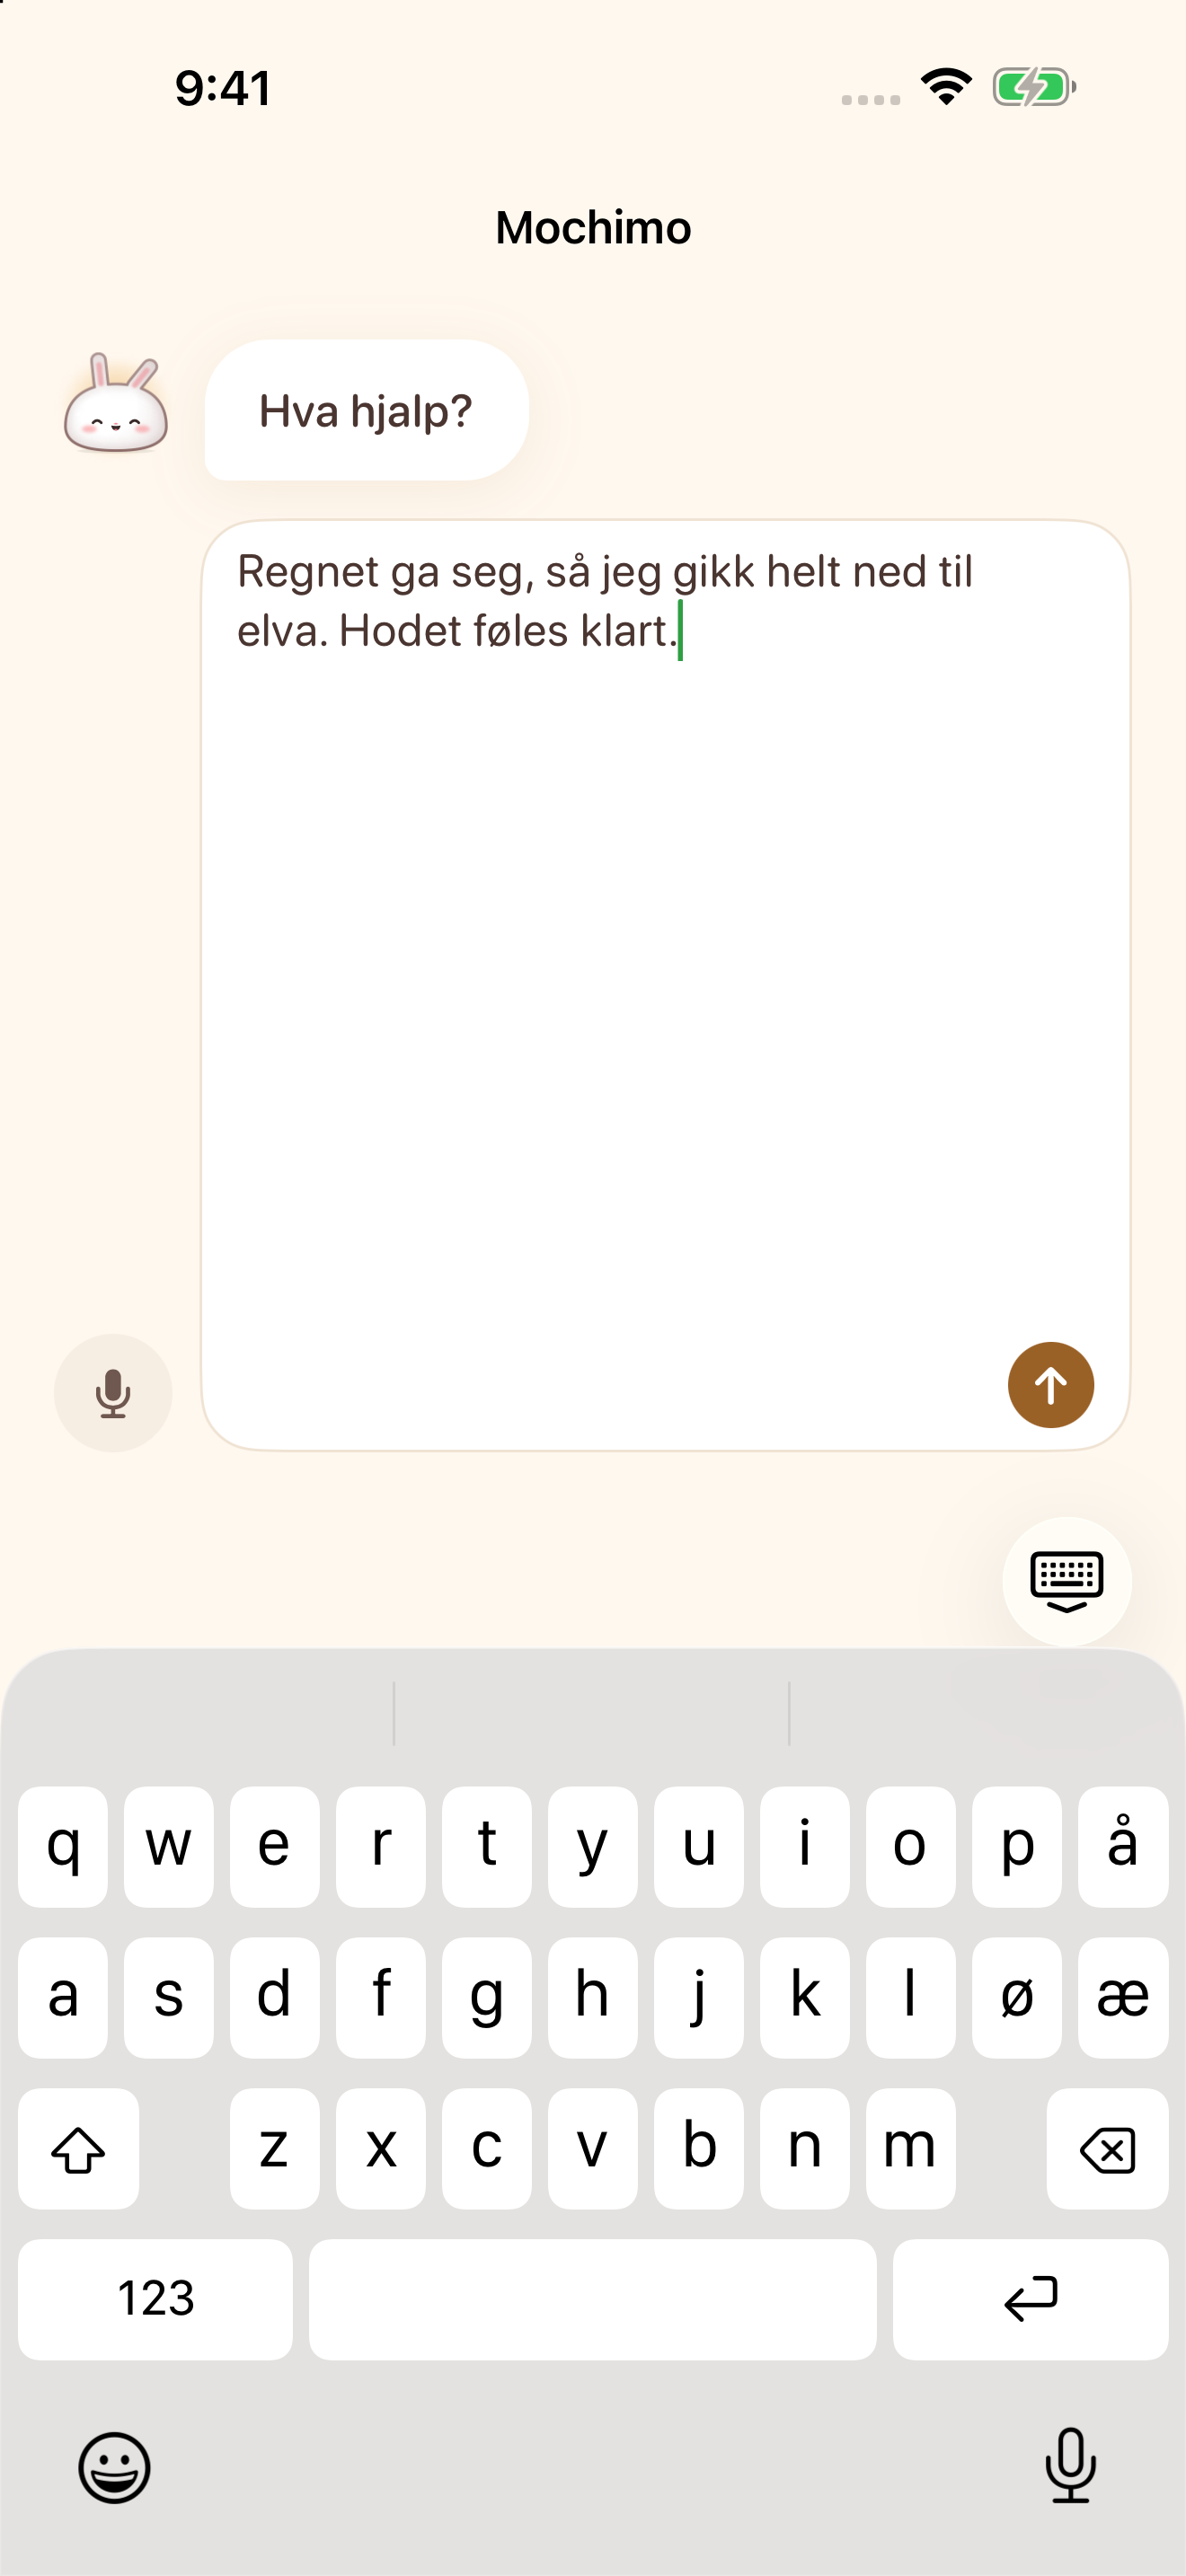 9:41
Mochimo
Hva hjalp?
Regnet ga seg, så jeg gikk helt ned til
elva. Hodet føles klart.
q w e r t y u i o p å
a s d f g h j k l ø æ
z x c v b n m
123